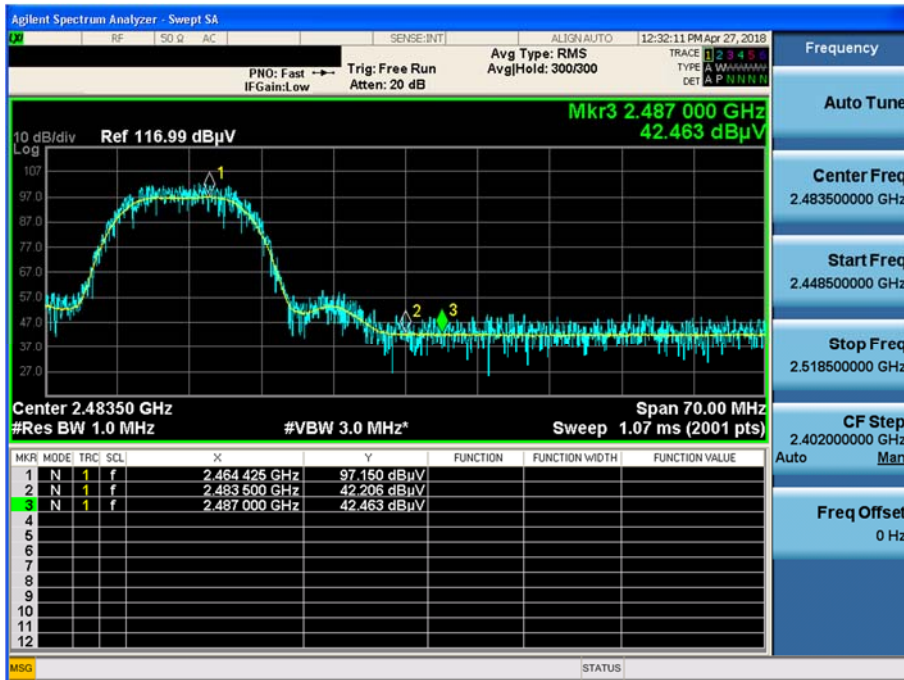 Agilent Spectrum Analyzer - Swept SA
LXI RF 50 Ω AC SENSE:INT ALIGN AUTO 12:32:11 PM Apr 27, 2018
PNO: Fast Trig: Free Run Avg Type: RMS TRACE 1 2 3 4 5 6
IFGain:Low Atten: 20 dB Avg|Hold: 300/300 TYPE A
DET A P N N N N
Mkr3 2.487 000 GHz
42.463 dBµV
10 dB/div Ref 116.99 dBµV
Log
107
97.0
87.0
77.0
67.0
57.0
47.0
37.0
27.0
1
2
3
Center 2.48350 GHz Span 70.00 MHz
#Res BW 1.0 MHz #VBW 3.0 MHz* Sweep 1.07 ms (2001 pts)
MKR MODE TRC SCL X Y FUNCTION FUNCTION WIDTH FUNCTION VALUE
1 N 1 f 2.464 425 GHz 97.150 dBµV
2 N 1 f 2.483 500 GHz 42.206 dBµV
3 N 1 f 2.487 000 GHz 42.463 dBµV
4
5
6
7
8
9
10
11
12
MSG STATUS
Frequency
Auto Tune
Center Freq
2.483500000 GHz
Start Freq
2.448500000 GHz
Stop Freq
2.518500000 GHz
CF Step
2.402000000 GHz
Auto Man
Freq Offset
0 Hz